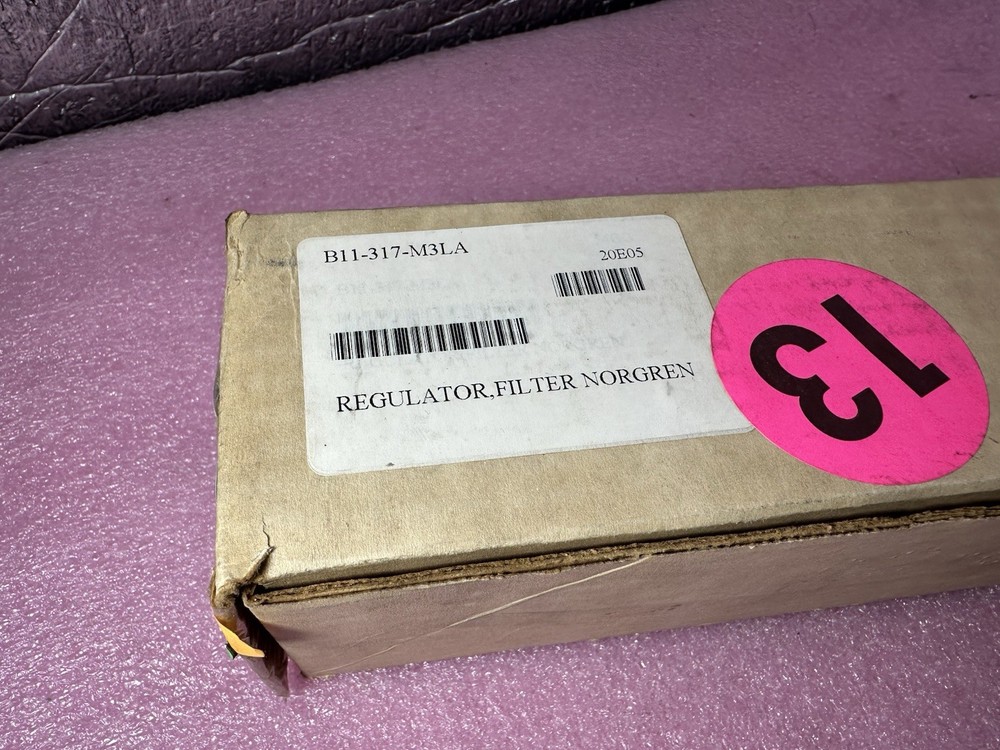 B11-317-M3LA
20E05
REGULATOR,FILTER NORGREN
13